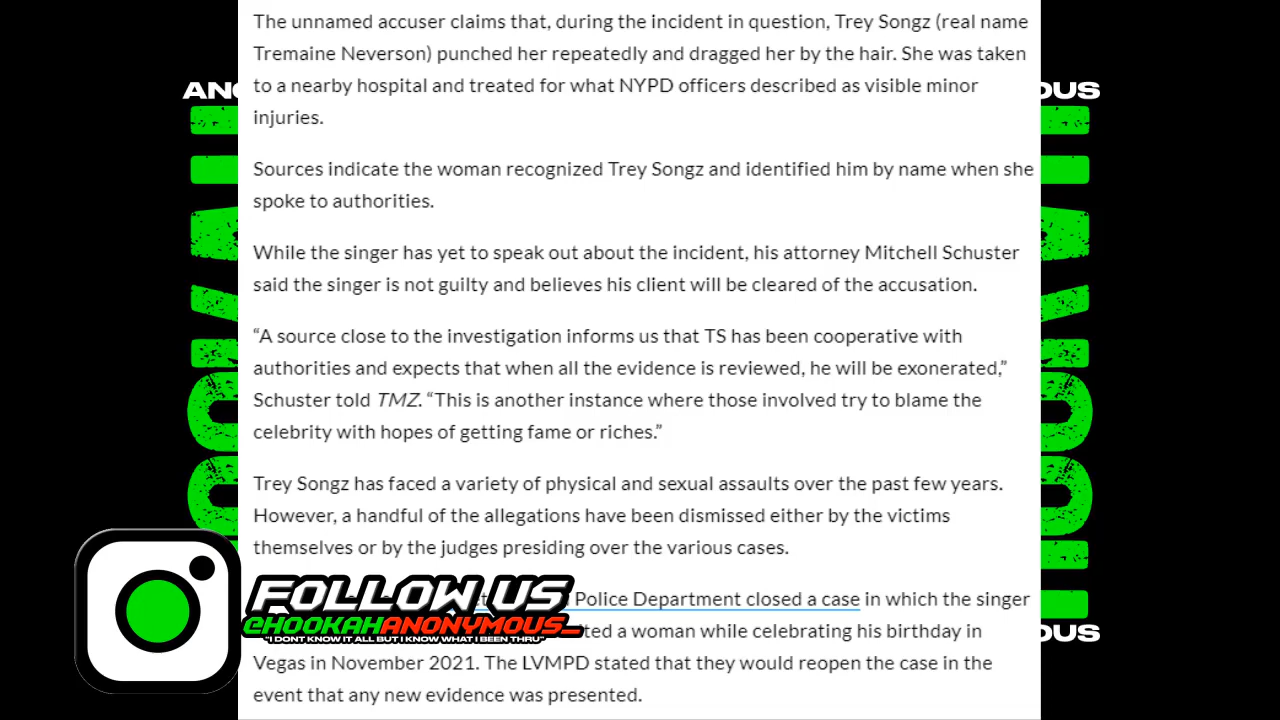 The unnamed accuser claims that, during the incident in question, Trey Songz (real name
Tremaine Neverson) punched her repeatedly and dragged her by the hair. She was taken
to a nearby hospital and treated for what NYPD officers described as visible minor
injuries.
Sources indicate the woman recognized Trey Songz and identified him by name when she
spoke to authorities.
While the singer has yet to speak out about the incident, his attorney Mitchell Schuster
said the singer is not guilty and believes his client will be cleared of the accusation.
“A source close to the investigation informs us that TS has been cooperative with
authorities and expects that when all the evidence is reviewed, he will be exonerated,”
Schuster told TMZ. “This is another instance where those involved try to blame the
celebrity with hopes of getting fame or riches.”
Trey Songz has faced a variety of physical and sexual assaults over the past few years.
However, a handful of the allegations have been dismissed either by the victims
themselves or by the judges presiding over the various cases.
Police Department closed a case in which the singer
a woman while celebrating his birthday in
Vegas in November 2021. The LVMPD stated that they would reopen the case in the
event that any new evidence was presented.
FOLLOW US
@HOOKAHANONYMOUS_
"I DONT KNOW IT ALL BUT I KNOW WHAT I BEEN THRU"